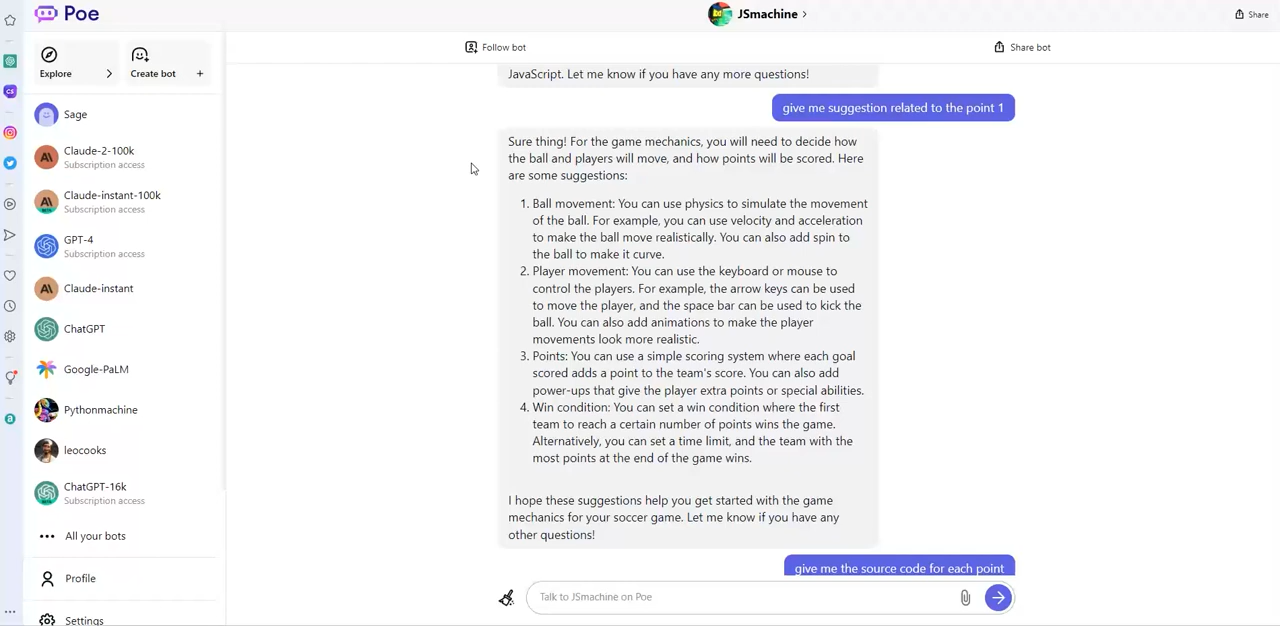 Poe
JSmachine
Share
Explore
Create bot +
Follow bot
Share bot
Sage
Claude-2-100k
Subscription access
Claude-instant-100k
Subscription access
GPT-4
Subscription access
Claude-instant
ChatGPT
Google-PaLM
Pythonmachine
leocooks
ChatGPT-16k
Subscription access
All your bots
Profile
Settings
JavaScript. Let me know if you have any more questions!
give me suggestion related to the point 1
Sure thing! For the game mechanics, you will need to decide how
the ball and players will move, and how points will be scored. Here
are some suggestions:
1. Ball movement: You can use physics to simulate the movement
of the ball. For example, you can use velocity and acceleration
to make the ball move realistically. You can also add spin to
the ball to make it curve.
2. Player movement: You can use the keyboard or mouse to
control the players. For example, the arrow keys can be used
to move the player, and the space bar can be used to kick the
ball. You can also add animations to make the player
movements look more realistic.
3. Points: You can use a simple scoring system where each goal
scored adds a point to the team's score. You can also add
power-ups that give the player extra points or special abilities.
4. Win condition: You can set a win condition where the first
team to reach a certain number of points wins the game.
Alternatively, you can set a time limit, and the team with the
most points at the end of the game wins.
I hope these suggestions help you get started with the game
mechanics for your soccer game. Let me know if you have any
other questions!
give me the source code for each point
Talk to JSmachine on Poe